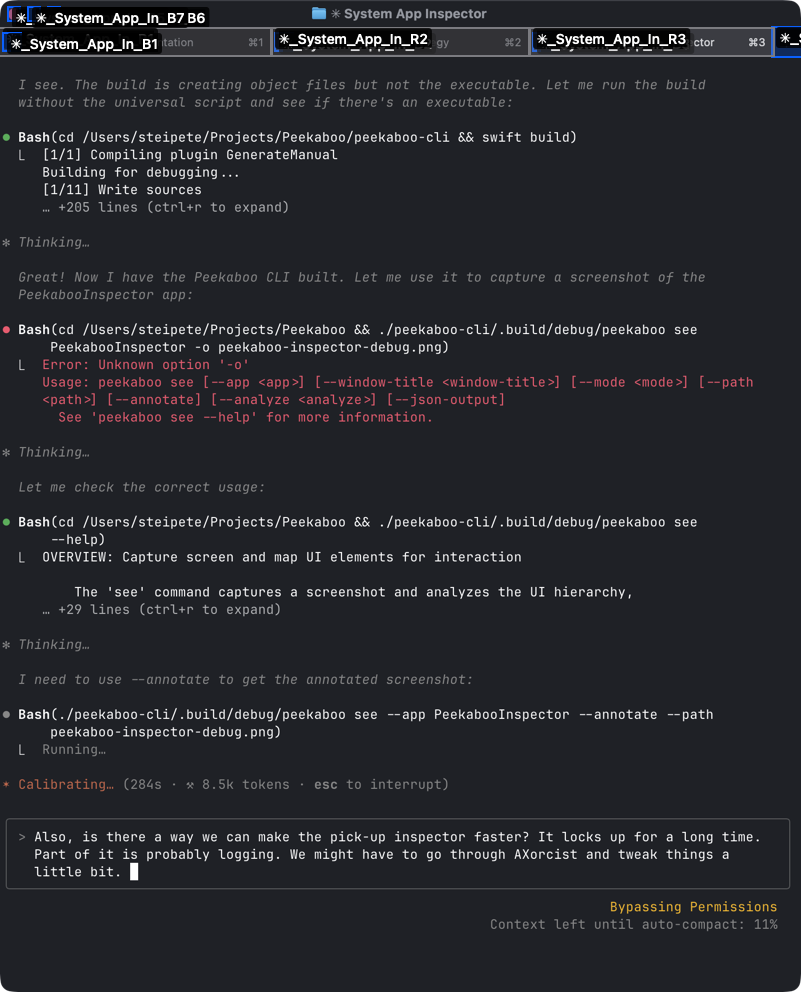 ✳_ ✳_System_App_In_B7 B6
✳ System App Inspector
✳_System_App_In_B1 tation ⌘1
✳_System_App_In_R2 gy ⌘2
✳_System_App_In_R3 ctor ⌘3
I see. The build is creating object files but not the executable. Let me run the build
without the universal script and see if there's an executable:
● Bash(cd /Users/steipete/Projects/Peekaboo/peekaboo-cli && swift build)
⎿ [1/1] Compiling plugin GenerateManual
Building for debugging...
[1/11] Write sources
… +205 lines (ctrl+r to expand)
✻ Thinking…
Great! Now I have the Peekaboo CLI built. Let me use it to capture a screenshot of the
PeekabooInspector app:
● Bash(cd /Users/steipete/Projects/Peekaboo && ./peekaboo-cli/.build/debug/peekaboo see
PeekabooInspector -o peekaboo-inspector-debug.png)
⎿ Error: Unknown option '-o'
Usage: peekaboo see [--app <app>] [--window-title <window-title>] [--mode <mode>] [--path
<path>] [--annotate] [--analyze <analyze>] [--json-output]
See 'peekaboo see --help' for more information.
✻ Thinking…
Let me check the correct usage:
● Bash(cd /Users/steipete/Projects/Peekaboo && ./peekaboo-cli/.build/debug/peekaboo see
--help)
⎿ OVERVIEW: Capture screen and map UI elements for interaction
The 'see' command captures a screenshot and analyzes the UI hierarchy,
… +29 lines (ctrl+r to expand)
✻ Thinking…
I need to use --annotate to get the annotated screenshot:
● Bash(./peekaboo-cli/.build/debug/peekaboo see --app PeekabooInspector --annotate --path
peekaboo-inspector-debug.png)
⎿ Running…
✶ Calibrating… (284s · ⚒ 8.5k tokens · esc to interrupt)
> Also, is there a way we can make the pick-up inspector faster? It locks up for a long time.
Part of it is probably logging. We might have to go through AXorcist and tweak things a
little bit.
Bypassing Permissions
Context left until auto-compact: 11%